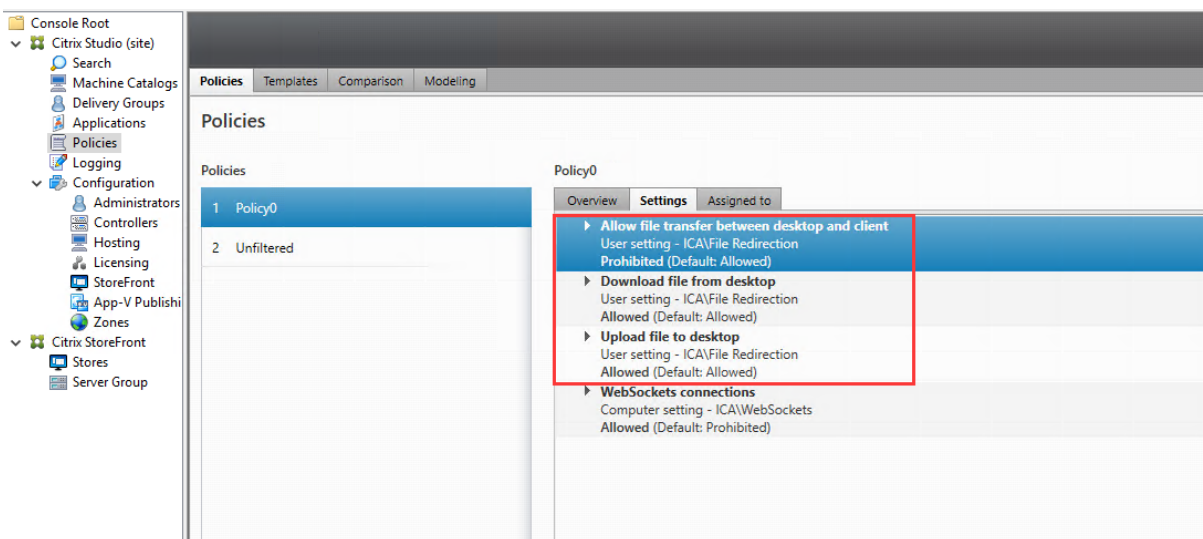 Console Root
Citrix Studio (site)
Search
Machine Catalogs
Delivery Groups
Applications
Policies
Logging
Configuration
Administrators
Controllers
Hosting
Licensing
StoreFront
App-V Publishi
Zones
Citrix StoreFront
Stores
Server Group
Policies Templates Comparison Modeling
Policies
Policies
1 Policy0
2 Unfiltered
Policy0
Overview Settings Assigned to
Allow file transfer between desktop and client
User setting - ICA\File Redirection
Prohibited (Default: Allowed)
Download file from desktop
User setting - ICA\File Redirection
Allowed (Default: Allowed)
Upload file to desktop
User setting - ICA\File Redirection
Allowed (Default: Allowed)
WebSockets connections
Computer setting - ICA\WebSockets
Allowed (Default: Prohibited)